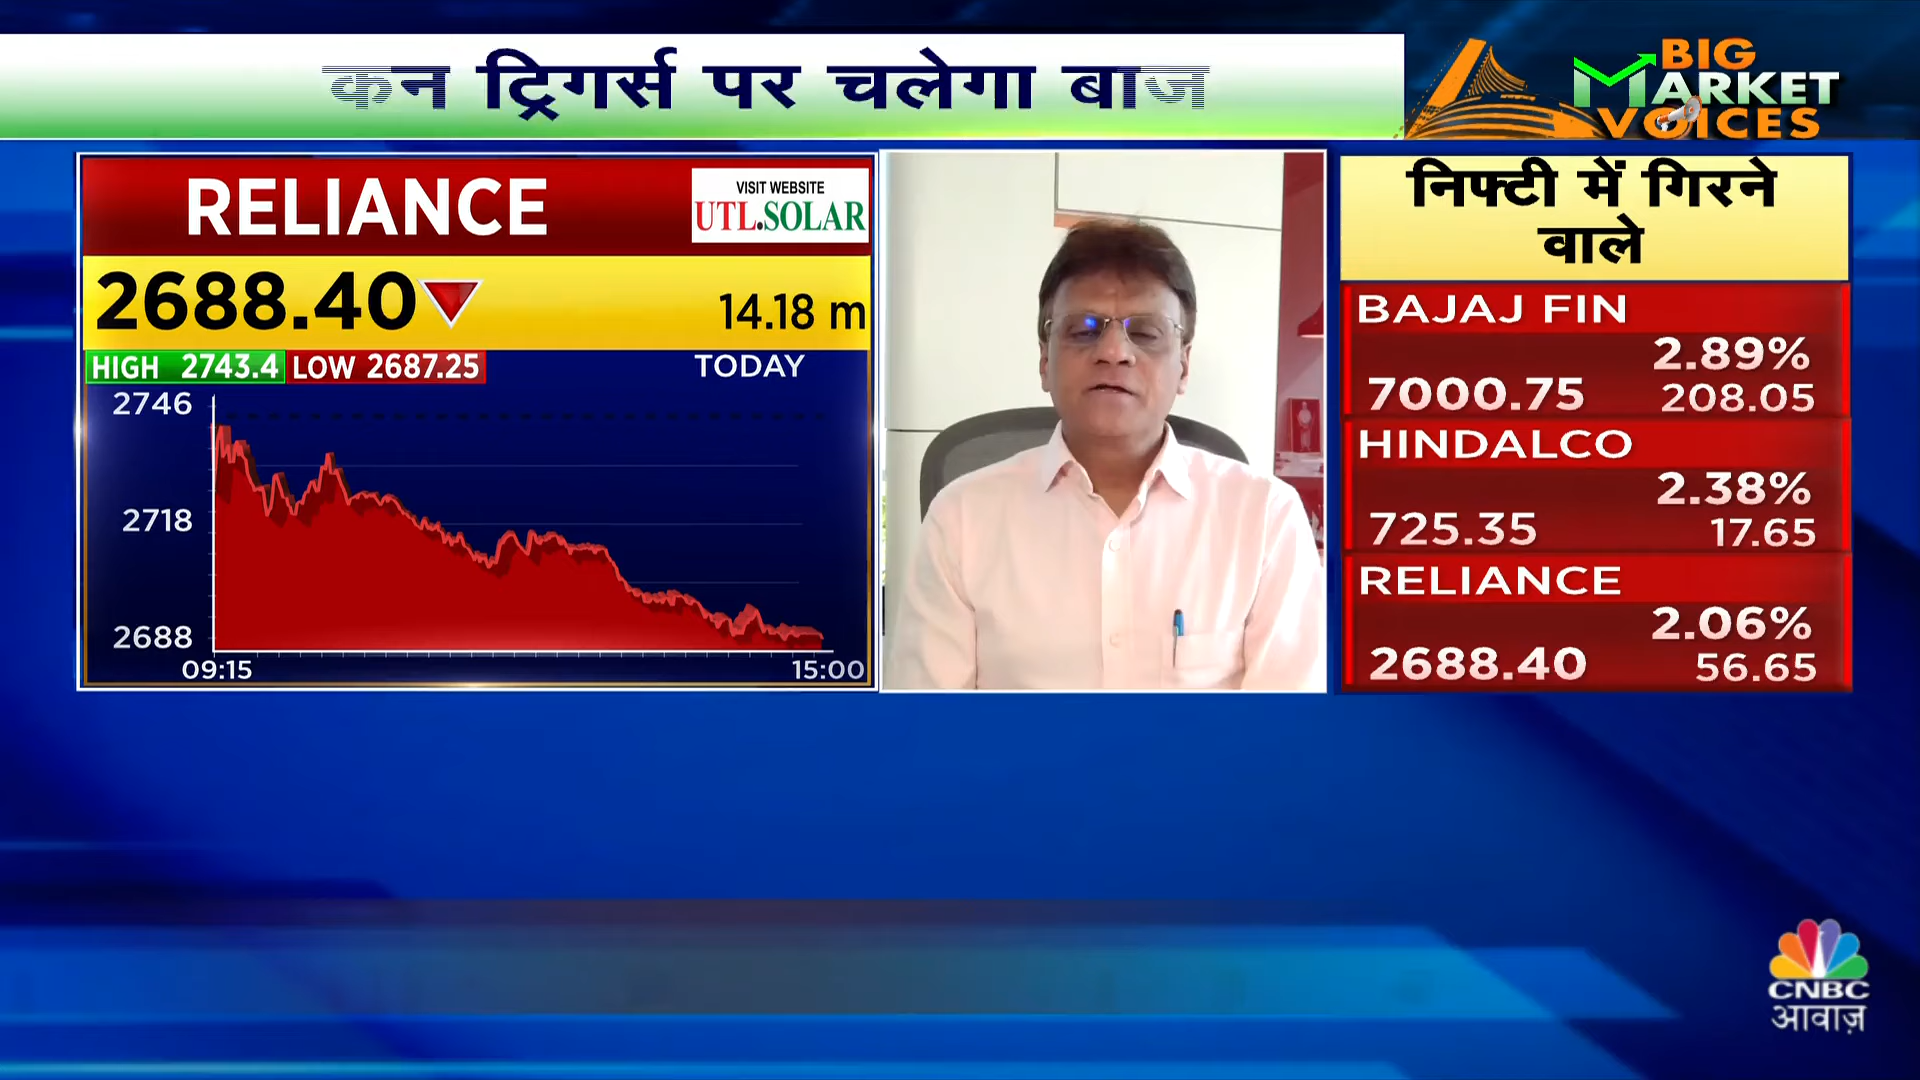 कन ट्रिगर्स पर चलेगा बाज
BIG
MARKET
VOICES
RELIANCE
VISIT WEBSITE
UTL.SOLAR
2688.40
14.18 m
HIGH 2743.4 LOW 2687.25
TODAY
2746
2718
2688
09:15
15:00
निफ्टी में गिरने
वाले
BAJAJ FIN
2.89%
7000.75
208.05
HINDALCO
2.38%
725.35
17.65
RELIANCE
2.06%
2688.40
56.65
CNBC
आवाज़